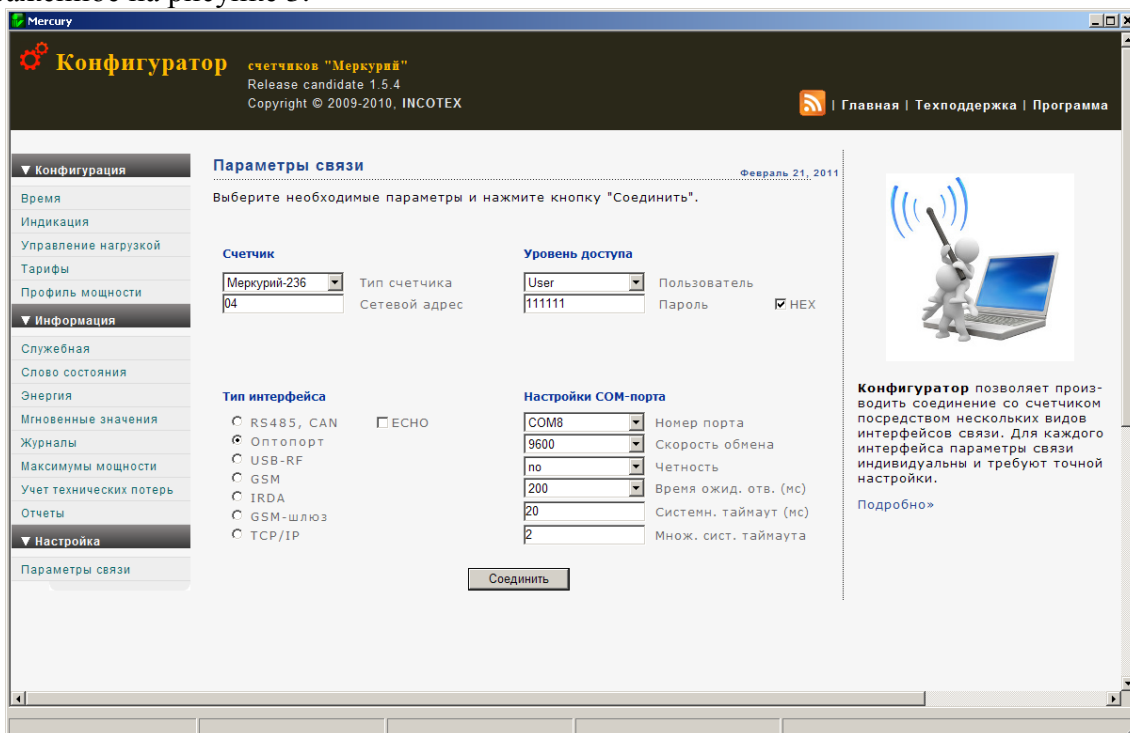 аженное на рисунке 3.
Mercury
Конфигуратор счетчиков "Меркурий"
Release candidate 1.5.4
Copyright © 2009-2010, INCOTEX
| Главная | Техподдержка | Программа
▼ Конфигурация
Время
Индикация
Управление нагрузкой
Тарифы
Профиль мощности
▼ Информация
Служебная
Слово состояния
Энергия
Мгновенные значения
Журналы
Максимумы мощности
Учет технических потерь
Отчеты
▼ Настройка
Параметры связи
Параметры связи
Февраль 21, 2011
Выберите необходимые параметры и нажмите кнопку "Соединить".
Счетчик
Меркурий-236 Тип счетчика
04 Сетевой адрес
Уровень доступа
User Пользователь
111111 Пароль HEX
Тип интерфейса
RS485, CAN ECHO
Оптопорт
USB-RF
GSM
IRDA
GSM-шлюз
TCP/IP
Настройки COM-порта
COM8 Номер порта
9600 Скорость обмена
no Четность
200 Время ожид. отв. (мс)
20 Системн. таймаут (мс)
2 Множ. сист. таймаута
Соединить
Конфигуратор позволяет произ-
водить соединение со счетчиком
посредством нескольких видов
интерфейсов связи. Для каждого
интерфейса параметры связи
индивидуальны и требуют точной
настройки.
Подробно»